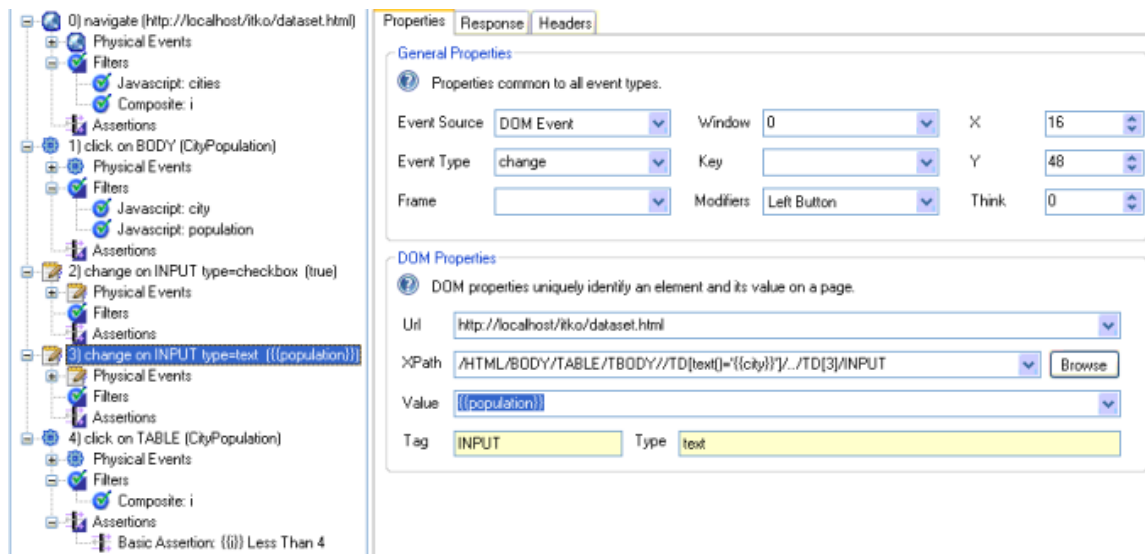 0) navigate (http://localhost/itko/dataset.html)
Physical Events
Filters
Javascript: cities
Composite: i
Assertions
1) click on BODY (CityPopulation)
Physical Events
Filters
Javascript: city
Javascript: population
Assertions
2) change on INPUT type=checkbox (true)
Physical Events
Filters
Assertions
3) change on INPUT type=text ({{population}})
Physical Events
Filters
Assertions
4) click on TABLE (CityPopulation)
Physical Events
Filters
Composite: i
Assertions
Basic Assertion: {{i}} Less Than 4
Properties Response Headers
General Properties
Properties common to all event types.
Event Source DOM Event Window 0 X 16
Event Type change Key Y 48
Frame Modifiers Left Button Think 0
DOM Properties
DOM properties uniquely identify an element and its value on a page.
Url http://localhost/itko/dataset.html
XPath /HTML/BODY/TABLE/TBODY//TD[text()='{{city}}']/../TD[3]/INPUT Browse
Value {{population}}
Tag INPUT Type text